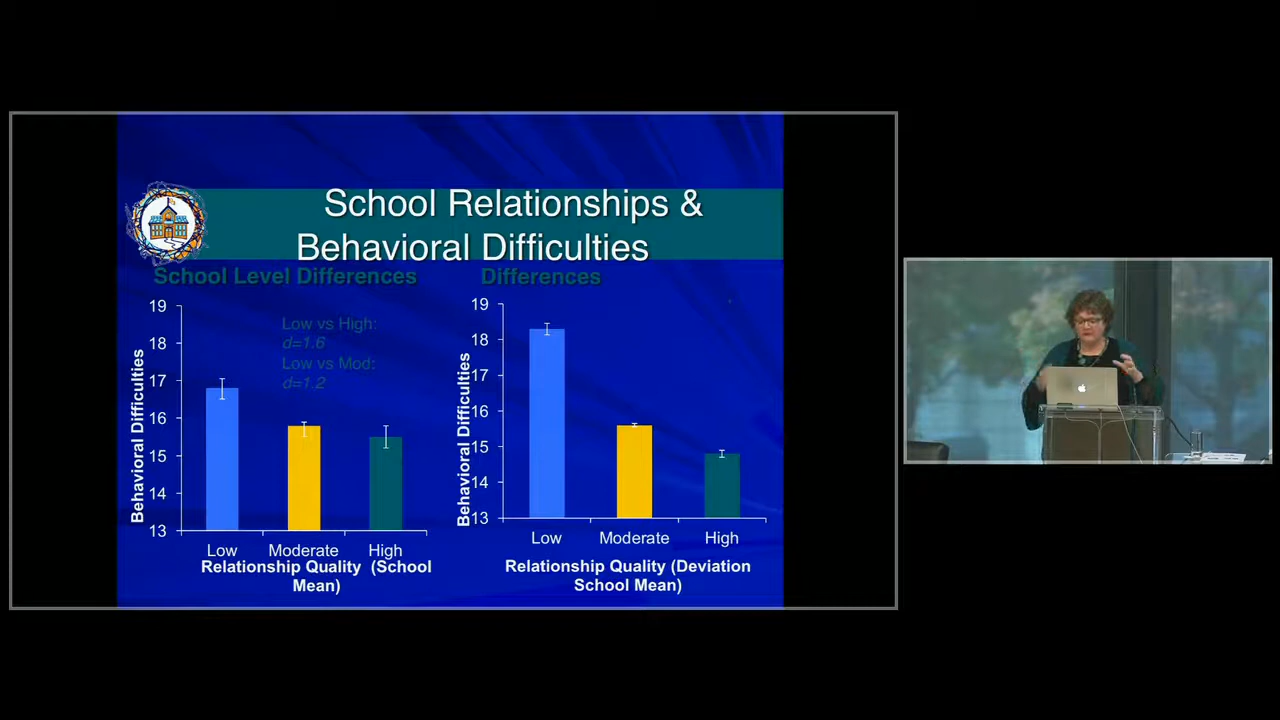 School Relationships &
Behavioral Difficulties
School Level Differences
Low vs High:
d=1.6
Low vs Mod:
d=1.2
Behavioral Difficulties
19
18
17
16
15
14
13
Low Moderate High
Relationship Quality (School
Mean)
Differences
Behavioral Difficulties
19
18
17
16
15
14
13
Low Moderate High
Relationship Quality (Deviation
School Mean)